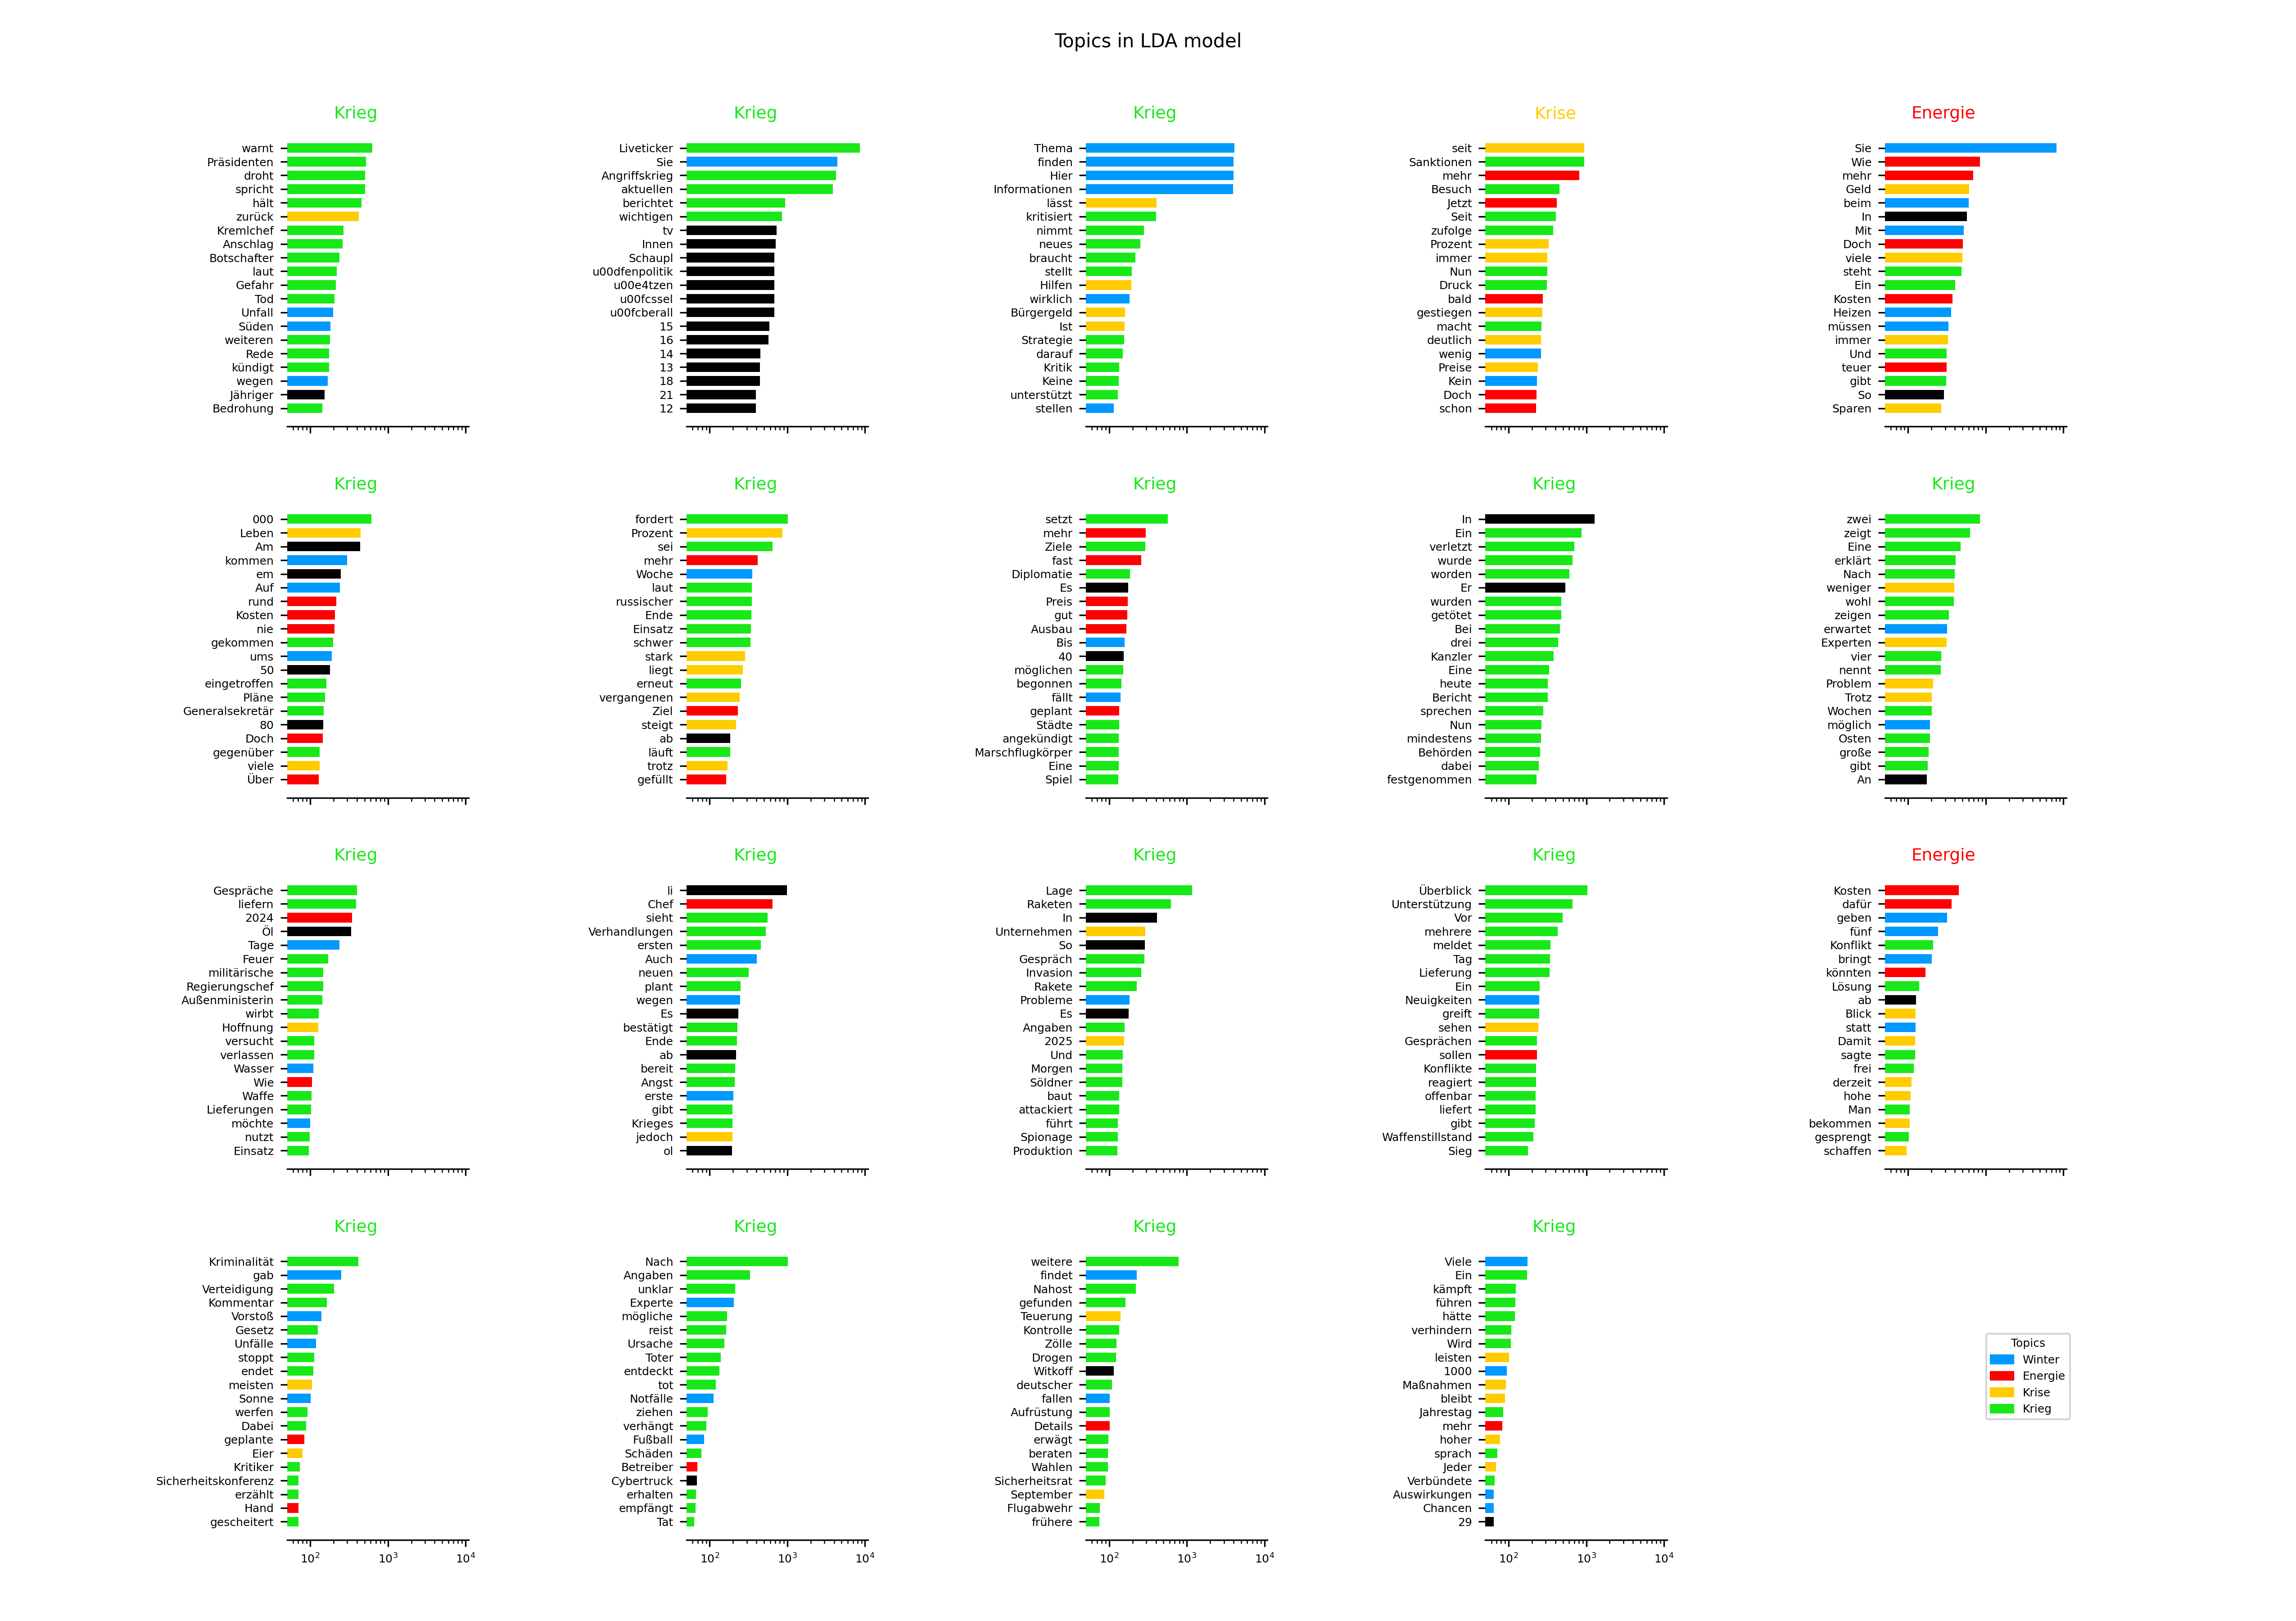 Topics in LDA model
Krieg
warnt
Präsidenten
droht
spricht
hält
zurück
Kremlchef
Anschlag
Botschafter
laut
Gefahr
Tod
Unfall
Süden
weiteren
Rede
kündigt
wegen
Jähriger
Bedrohung
Krieg
Liveticker
Sie
Angriffskrieg
aktuellen
berichtet
wichtigen
tv
Innen
Schaupl
u00dfenpolitik
u00e4tzen
u00fcssel
u00fcberall
15
16
14
13
18
21
12
Krieg
Thema
finden
Hier
Informationen
lässt
kritisiert
nimmt
neues
braucht
stellt
Hilfen
wirklich
Bürgergeld
Ist
Strategie
darauf
Kritik
Keine
unterstützt
stellen
Krise
seit
Sanktionen
mehr
Besuch
Jetzt
Seit
zufolge
Prozent
immer
Nun
Druck
bald
gestiegen
macht
deutlich
wenig
Preise
Kein
Doch
schon
Energie
Sie
Wie
mehr
Geld
beim
In
Mit
Doch
viele
steht
Ein
Kosten
Heizen
müssen
immer
Und
teuer
gibt
So
Sparen
Krieg
000
Leben
Am
kommen
em
Auf
rund
Kosten
nie
gekommen
ums
50
eingetroffen
Pläne
Generalsekretär
80
Doch
gegenüber
viele
Über
Krieg
fordert
Prozent
sei
mehr
Woche
laut
russischer
Ende
Einsatz
schwer
stark
liegt
erneut
vergangenen
Ziel
steigt
ab
läuft
trotz
gefüllt
Krieg
setzt
mehr
Ziele
fast
Diplomatie
Es
Preis
gut
Ausbau
Bis
40
möglichen
begonnen
fällt
geplant
Städte
angekündigt
Marschflugkörper
Eine
Spiel
Krieg
In
Ein
verletzt
wurde
worden
Er
wurden
getötet
Bei
drei
Kanzler
Eine
heute
Bericht
sprechen
Nun
mindestens
Behörden
dabei
festgenommen
Krieg
zwei
zeigt
Eine
erklärt
Nach
weniger
wohl
zeigen
erwartet
Experten
vier
nennt
Problem
Trotz
Wochen
möglich
Osten
große
gibt
An
Krieg
Gespräche
liefern
2024
Öl
Tage
Feuer
militärische
Regierungschef
Außenministerin
wirbt
Hoffnung
versucht
verlassen
Wasser
Wie
Waffe
Lieferungen
möchte
nutzt
Einsatz
Krieg
li
Chef
sieht
Verhandlungen
ersten
Auch
neuen
plant
wegen
Es
bestätigt
Ende
ab
bereit
Angst
erste
gibt
Krieges
jedoch
ol
Krieg
Lage
Raketen
In
Unternehmen
So
Gespräch
Invasion
Rakete
Probleme
Es
Angaben
2025
Und
Morgen
Söldner
baut
attackiert
führt
Spionage
Produktion
Krieg
Überblick
Unterstützung
Vor
mehrere
meldet
Tag
Lieferung
Ein
Neuigkeiten
greift
sehen
Gesprächen
sollen
Konflikte
reagiert
offenbar
liefert
gibt
Waffenstillstand
Sieg
Energie
Kosten
dafür
geben
fünf
Konflikt
bringt
könnten
Lösung
ab
Blick
statt
Damit
sagte
frei
derzeit
hohe
Man
bekommen
gesprengt
schaffen
Krieg
Kriminalität
gab
Verteidigung
Kommentar
Vorstoß
Gesetz
Unfälle
stoppt
endet
meisten
Sonne
werfen
Dabei
geplante
Eier
Kritiker
Sicherheitskonferenz
erzählt
Hand
gescheitert
10² 10³ 10⁴
Krieg
Nach
Angaben
unklar
Experte
mögliche
reist
Ursache
Toter
entdeckt
tot
Notfälle
ziehen
verhängt
Fußball
Schäden
Betreiber
Cybertruck
erhalten
empfängt
Tat
10² 10³ 10⁴
Krieg
weitere
findet
Nahost
gefunden
Teuerung
Kontrolle
Zölle
Drogen
Witkoff
deutscher
fallen
Aufrüstung
Details
erwägt
beraten
Wahlen
Sicherheitsrat
September
Flugabwehr
frühere
10² 10³ 10⁴
Krieg
Viele
Ein
kämpft
führen
hätte
verhindern
Wird
leisten
1000
Maßnahmen
bleibt
Jahrestag
mehr
hoher
sprach
Jeder
Verbündete
Auswirkungen
Chancen
29
10² 10³ 10⁴
Topics
Winter
Energie
Krise
Krieg